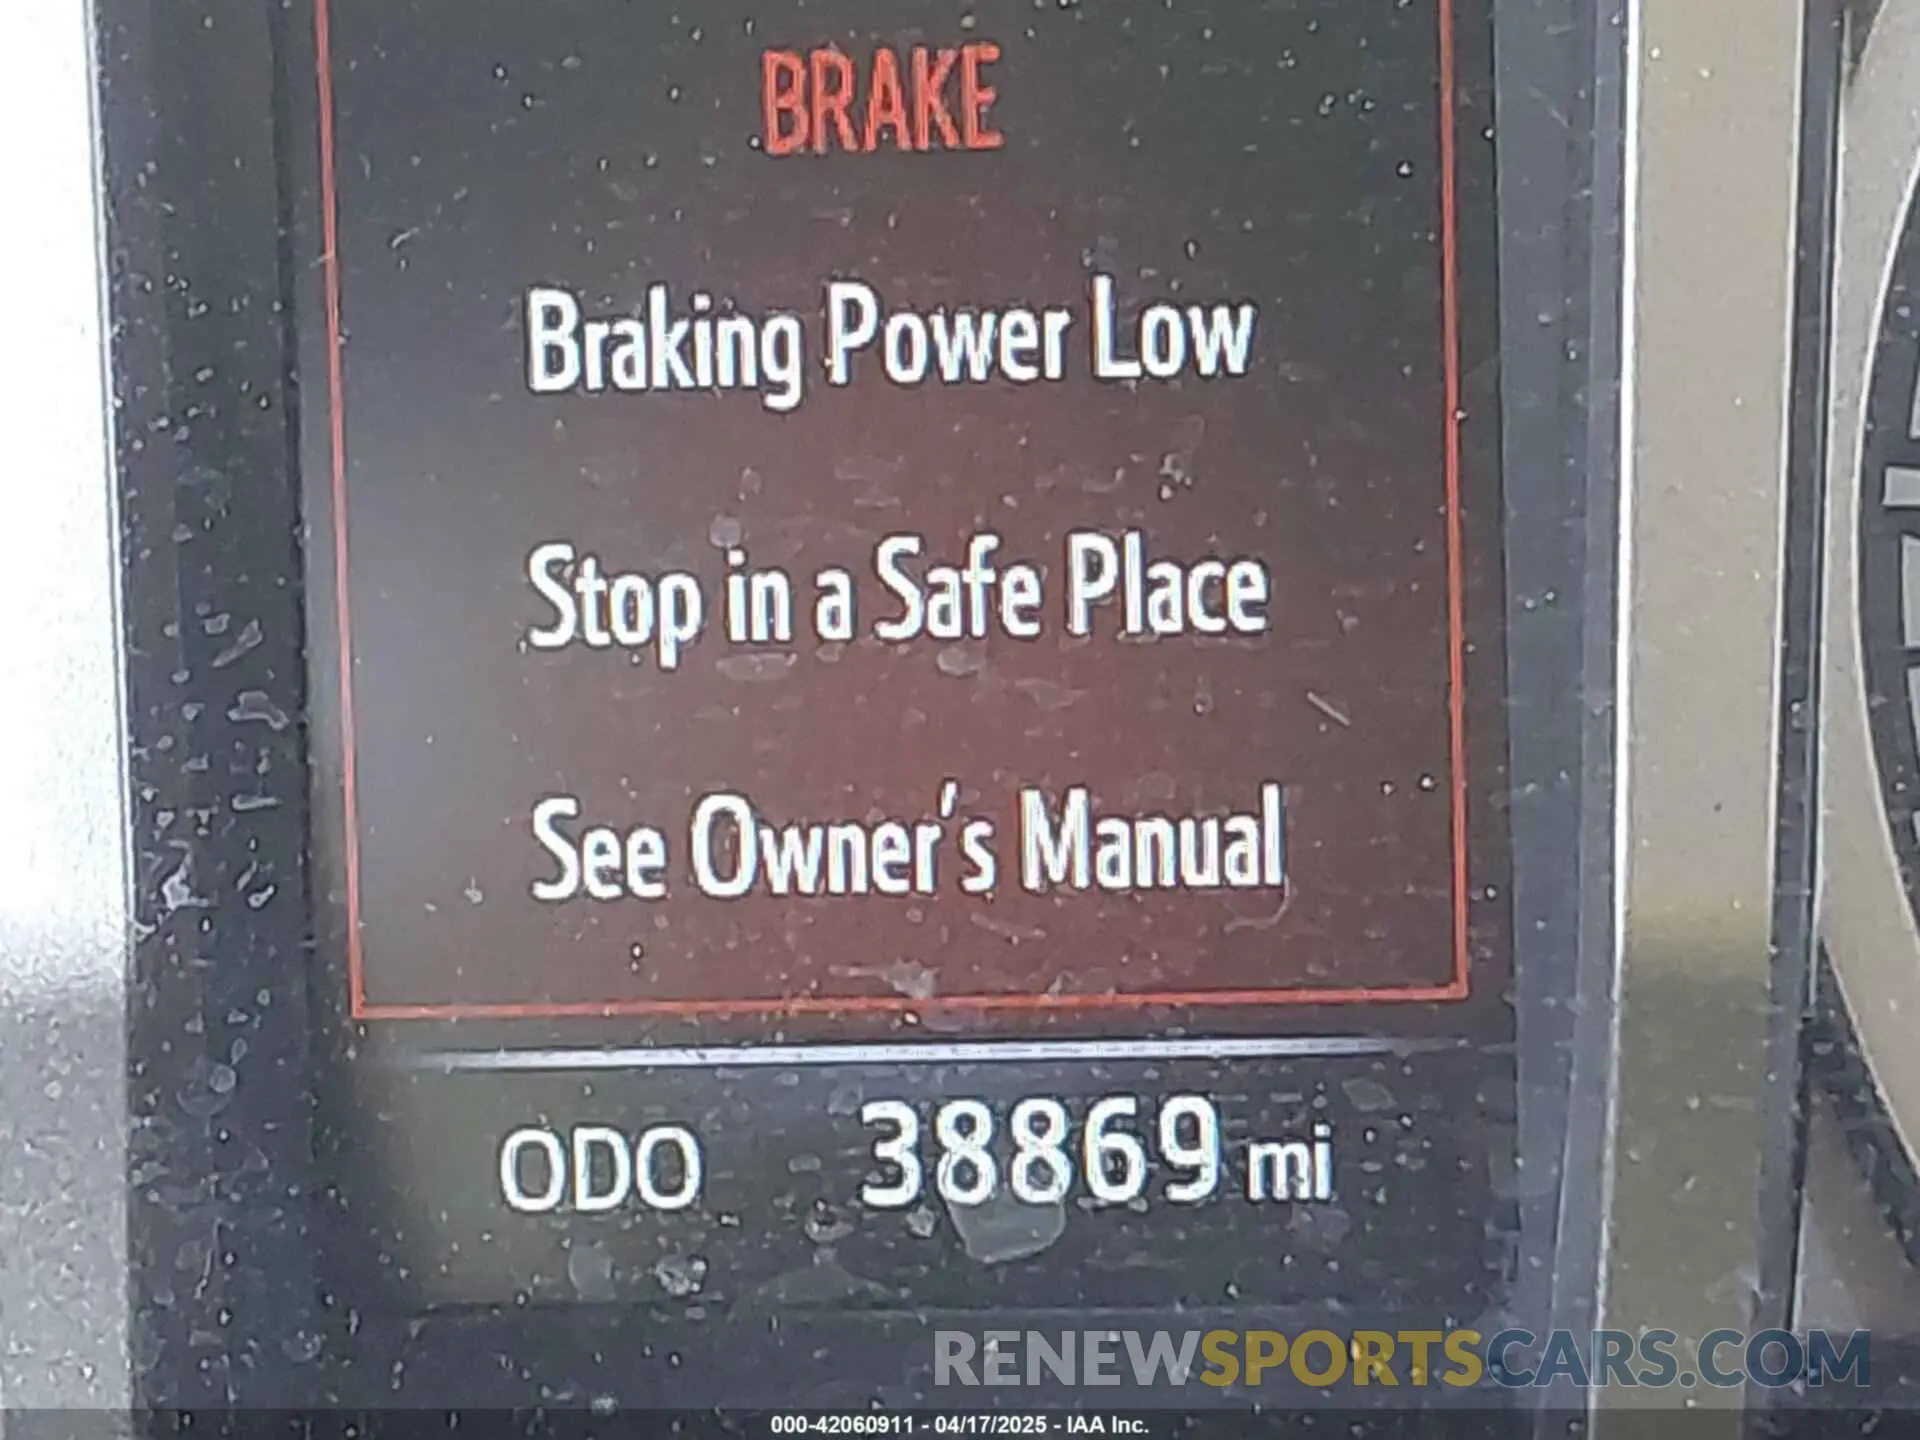 BRAKE
Braking Power Low
Stop in a Safe Place
See Owner's Manual
ODO 38869 mi
RENEWSPORTSCARS.COM
000-42060911 - 04/17/2025 - IAA Inc.